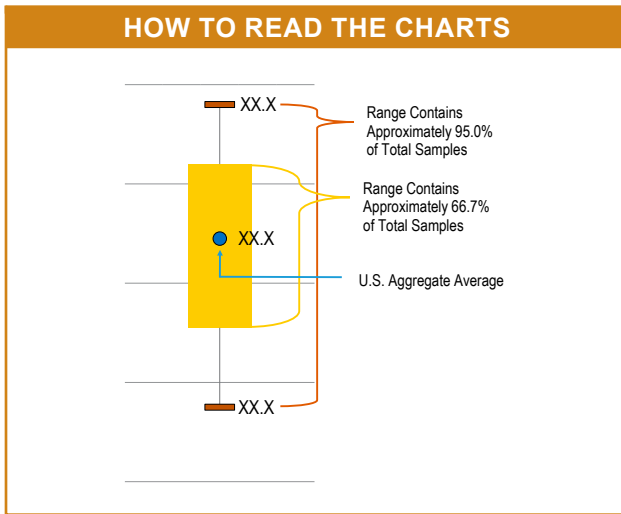 HOW TO READ THE CHARTS
XX.X
Range Contains
Approximately 95.0%
of Total Samples
Range Contains
Approximately 66.7%
of Total Samples
XX.X
U.S. Aggregate Average
XX.X